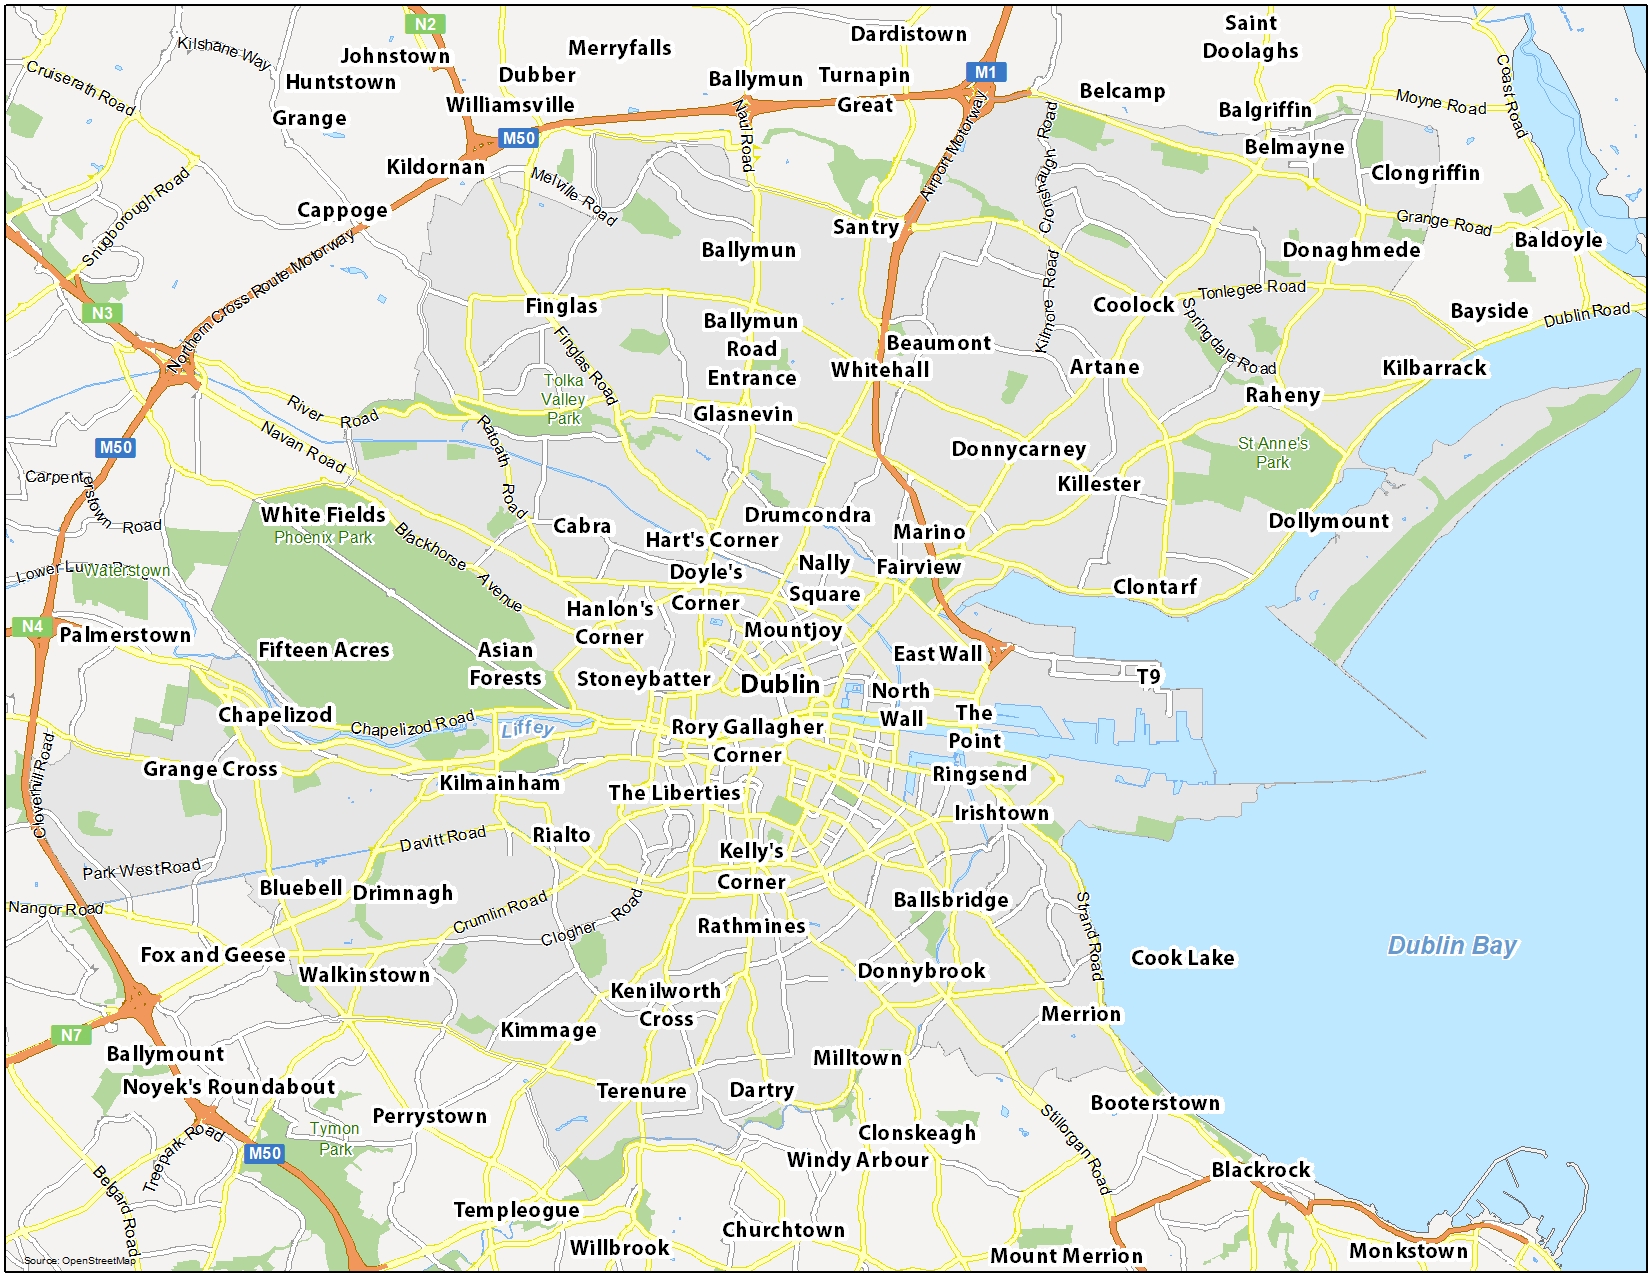 N2
Johnstown
Merryfalls
Dardistown
Saint
Doolaghs
Kilshane Way
Cruiserath Road
Huntstown
Dubber
Ballymun
Turnapin
Great
M1
Belcamp
Coast Road
Moyne Road
Grange
Williamsville
Naul Road
Airport Motorway
Balgriffin
M50
Belmayne
Kildornan
Melville Road
Clongriffin
Snugborough Road
Cappoge
Santry
Grange Road
Baldoyle
Northern Cross Route Motorway
Ballymun
Donaghmede
Kilmore Road
Tonlegee Road
N3
Finglas
Finglas Road
Ballymun
Road
Entrance
Coolock
Springdale Road
Bayside
Dublin Road
Beaumont
Whitehall
Artane
Kilbarrack
Tolka
Valley
Park
Raheny
River Road
Glasnevin
Navan Road
Ratoath Road
Donnycarney
St Anne's
Park
M50
Carpenterstown Road
Killester
White Fields
Phoenix Park
Blackhorse Avenue
Cabra
Drumcondra
Hart's Corner
Marino
Dollymount
Waterstown
Doyle's
Corner
Nally
Square
Fairview
Clontarf
Hanlon's
Corner
N4
Palmerstown
Mountjoy
Fifteen Acres
Asian
Forests
East Wall
Stoneybatter
Dublin
T9
North
Wall
The
Point
Chapelizod
Chapelizod Road
Liffey
Rory Gallagher
Corner
Cloverhill Road
Grange Cross
Kilmainham
Ringsend
The Liberties
Irishtown
Davitt Road
Rialto
Kelly's
Corner
Park West Road
Bluebell
Drimnagh
Ballsbridge
Strand Road
Nangor Road
Crumlin Road
Clogher Road
Rathmines
Fox and Geese
Dublin Bay
Cook Lake
Walkinstown
Donnybrook
Kenilworth
Cross
Merrion
Kimmage
N7
Ballymount
Milltown
Noyek's Roundabout
Terenure
Dartry
Booterstown
Perrystown
Stillorgan Road
Treepark Road
Tymon
Park
Clonskeagh
M50
Windy Arbour
Blackrock
Belgard Road
Templeogue
Churchtown
Willbrook
Mount Merrion
Monkstown
Source: OpenStreetMap